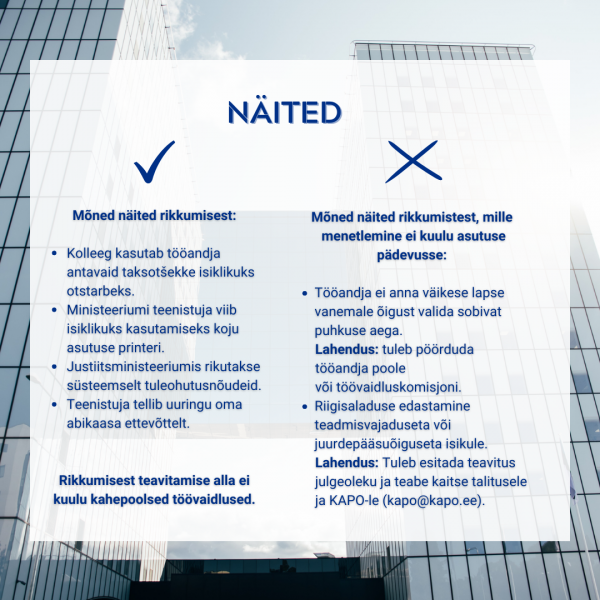 NÄITED
Mõned näited rikkumisest:
• Kolleeg kasutab tööandja
antavaid taksotšekke isiklikuks
otstarbeks.
• Ministeeriumi teenistuja viib
isiklikuks kasutamiseks koju
asutuse printeri.
• Justiitsministeeriumis rikutakse
süsteemselt tuleohutusnõudeid.
• Teenistuja tellib uuringu oma
abikaasa ettevõttelt.
Rikkumisest teavitamise alla ei
kuulu kahepoolsed töövaidlused.
Mõned näited rikkumistest, mille
menetlemine ei kuulu asutuse
pädevusse:
• Tööandja ei anna väikese lapse
vanemale õigust valida sobivat
puhkuse aega.
Lahendus: tuleb pöörduda
tööandja poole
või töövaidluskomisjoni.
• Riigisaladuse edastamine
teadmisvajaduseta või
juurdepääsuõiguseta isikule.
Lahendus: Tuleb esitada teavitus
julgeoleku ja teabe kaitse talitusele
ja KAPO-le (kapo@kapo.ee).